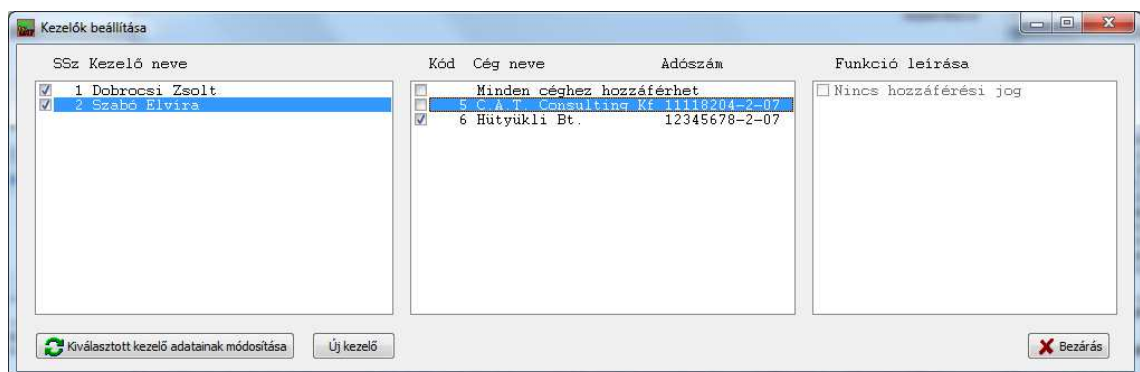 Kezelők beállítása
SSz Kezelő neve
1 Dobrocsi Zsolt
2 Szabó Elvíra
Kód Cég neve Adószám
Minden céghez hozzáférhet
5 C.A.T. Consulting Kf 11118204-2-07
6 Hütyükli Bt. 12345678-2-07
Funkció leírása
Nincs hozzáférési jog
Kiválasztott kezelő adatainak módosítása
Új kezelő
Bezárás